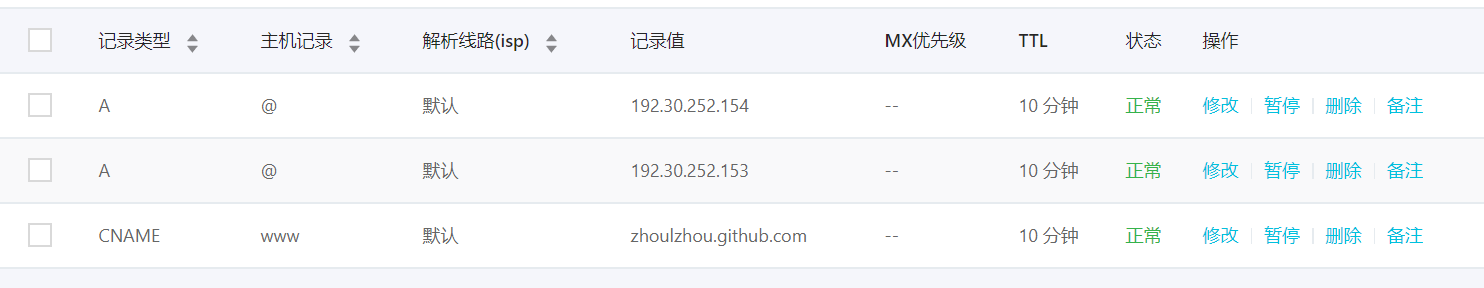 记录类型 主机记录 解析线路(isp) 记录值 MX优先级 TTL 状态 操作
A @ 默认 192.30.252.154 -- 10 分钟 正常 修改 暂停 删除 备注
A @ 默认 192.30.252.153 -- 10 分钟 正常 修改 暂停 删除 备注
CNAME www 默认 zhoulzhou.github.com -- 10 分钟 正常 修改 暂停 删除 备注